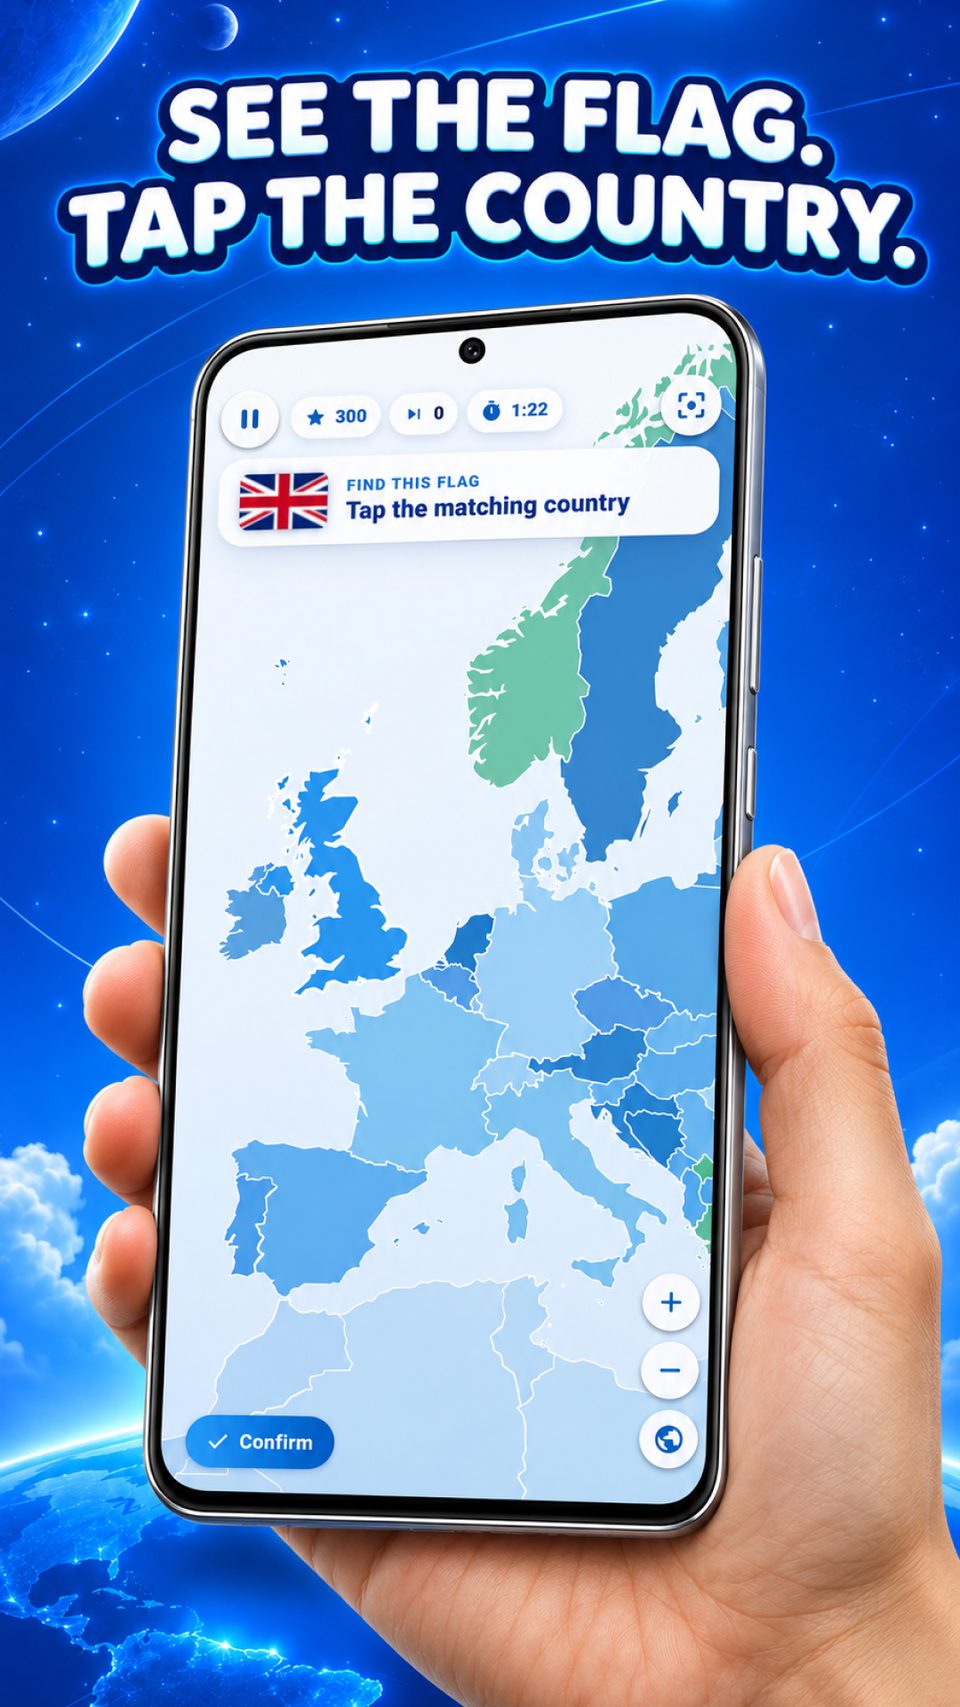 SEE THE FLAG.
TAP THE COUNTRY.
300
0
1:22
FIND THIS FLAG
Tap the matching country
Confirm